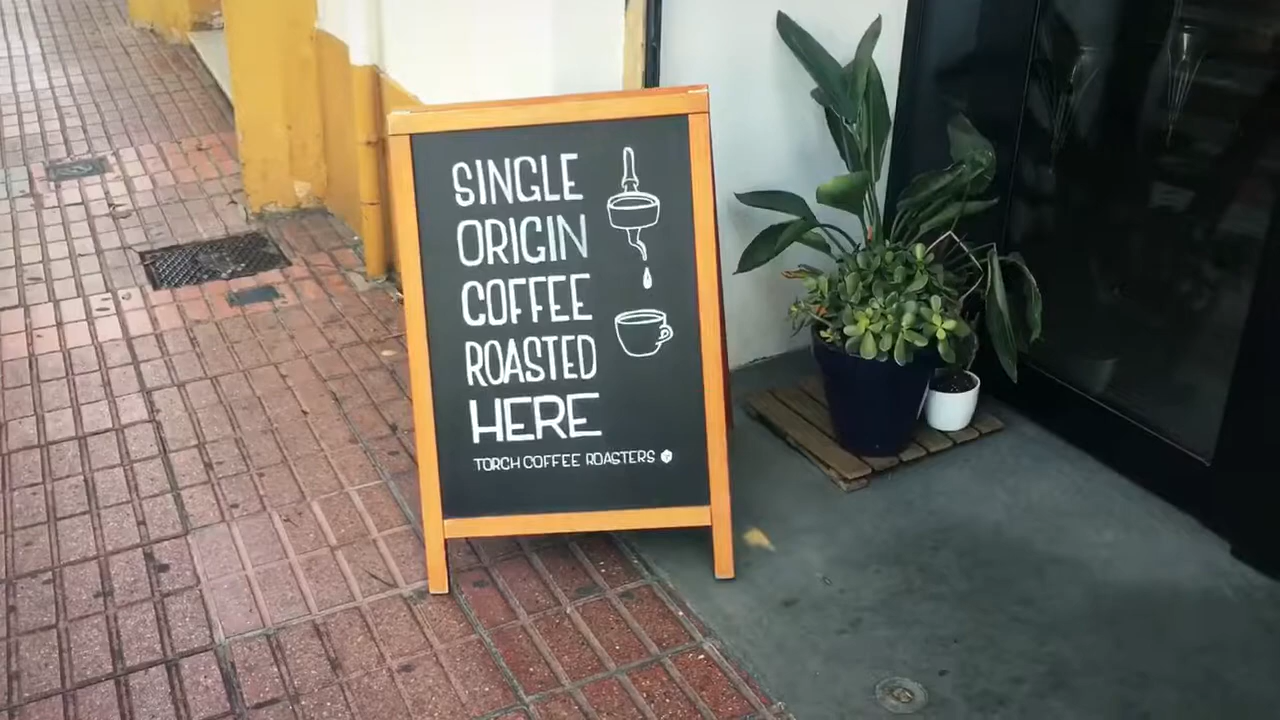 SINGLE
ORIGIN
COFFEE
ROASTED
HERE
TORCH COFFEE ROASTERS